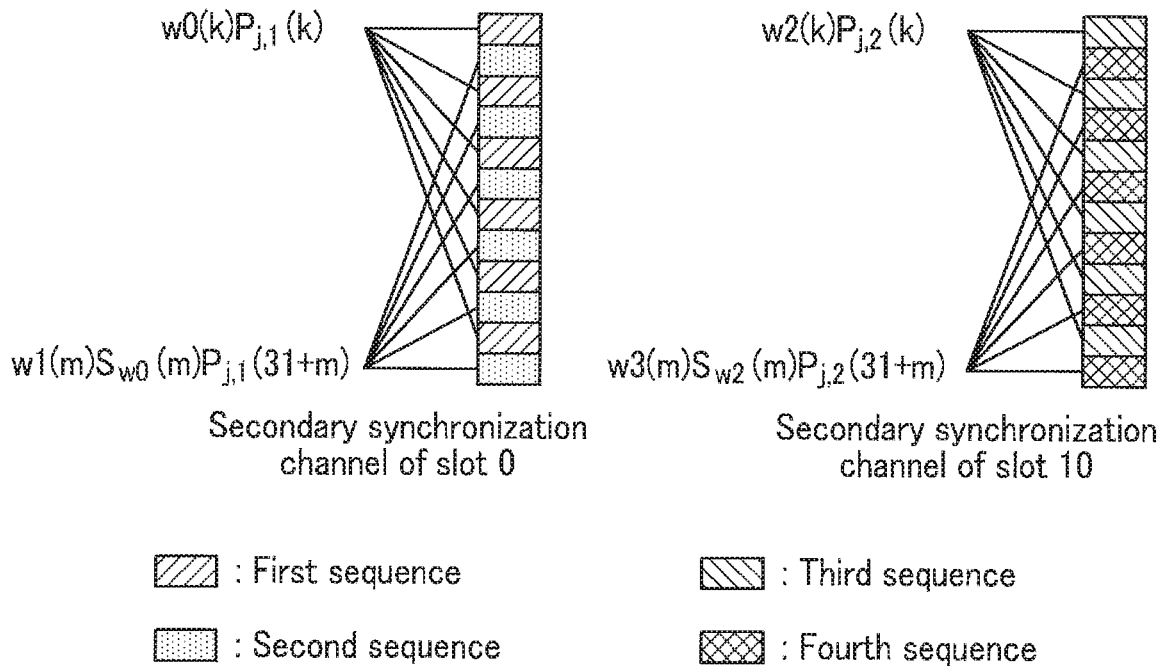 w0(k)P_{j,1}(k)
w2(k)P_{j,2}(k)
w1(m)S_{w0}(m)P_{j,1}(31+m)
w3(m)S_{w2}(m)P_{j,2}(31+m)
Secondary synchronization
channel of slot 0
Secondary synchronization
channel of slot 10
: First sequence
: Third sequence
: Second sequence
: Fourth sequence